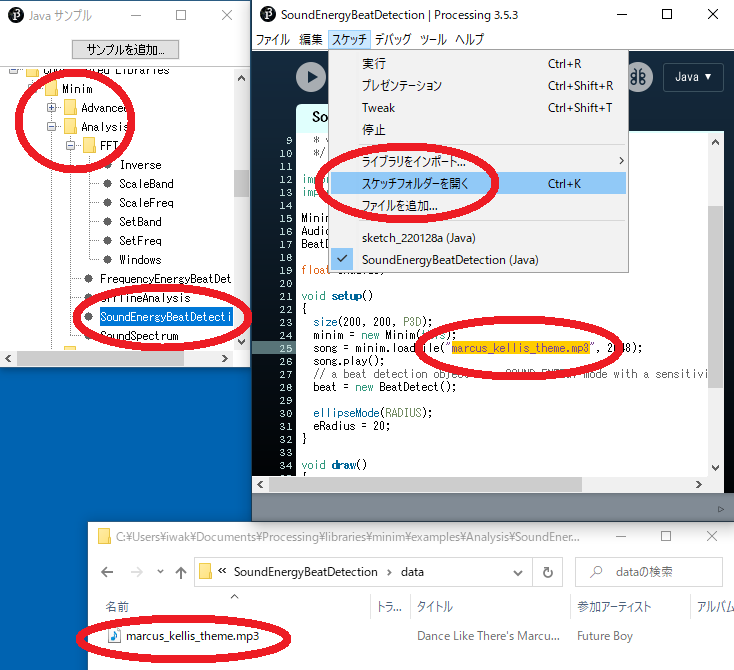 Java サンプル
サンプルを追加...
Libraries
Minim
Advanced
Analysis
FFT
Inverse
ScaleBand
ScaleFreq
SetBand
SetFreq
Windows
FrequencyEnergyBeatDet
OfflineAnalysis
SoundEnergyBeatDetecti
SoundSpectrum
SoundEnergyBeatDetection | Processing 3.5.3
ファイル 編集 スケッチ デバッグ ツール ヘルプ
Java ▼
実行 Ctrl+R
プレゼンテーション Ctrl+Shift+R
Tweak Ctrl+Shift+T
停止
ライブラリをインポート...
スケッチフォルダーを開く Ctrl+K
ファイルを追加...
sketch_220128a (Java)
SoundEnergyBeatDetection (Java)
So
9 *
10 */
11
12 impo
13 impo
14
15 Minim
16 Audio
17 BeatD
18
19 float
20
21 void setup()
22 {
23 size(200, 200, P3D);
24 minim = new Minim(this);
25 song = minim.loadFile("marcus_kellis_theme.mp3", 2048);
26 song.play();
27 // a beat detection mode with a sensitivi
28 beat = new BeatDetect();
29
30 ellipseMode(RADIUS);
31 eRadius = 20;
32 }
33
34 void draw()
C:¥Users¥iwak¥Documents¥Processing¥libraries¥minim¥examples¥Analysis¥SoundEner...
« SoundEnergyBeatDetection › data
dataの検索
名前 トラ... タイトル 参加アーティスト アルバム
marcus_kellis_theme.mp3 Dance Like There's Marcu... Future Boy